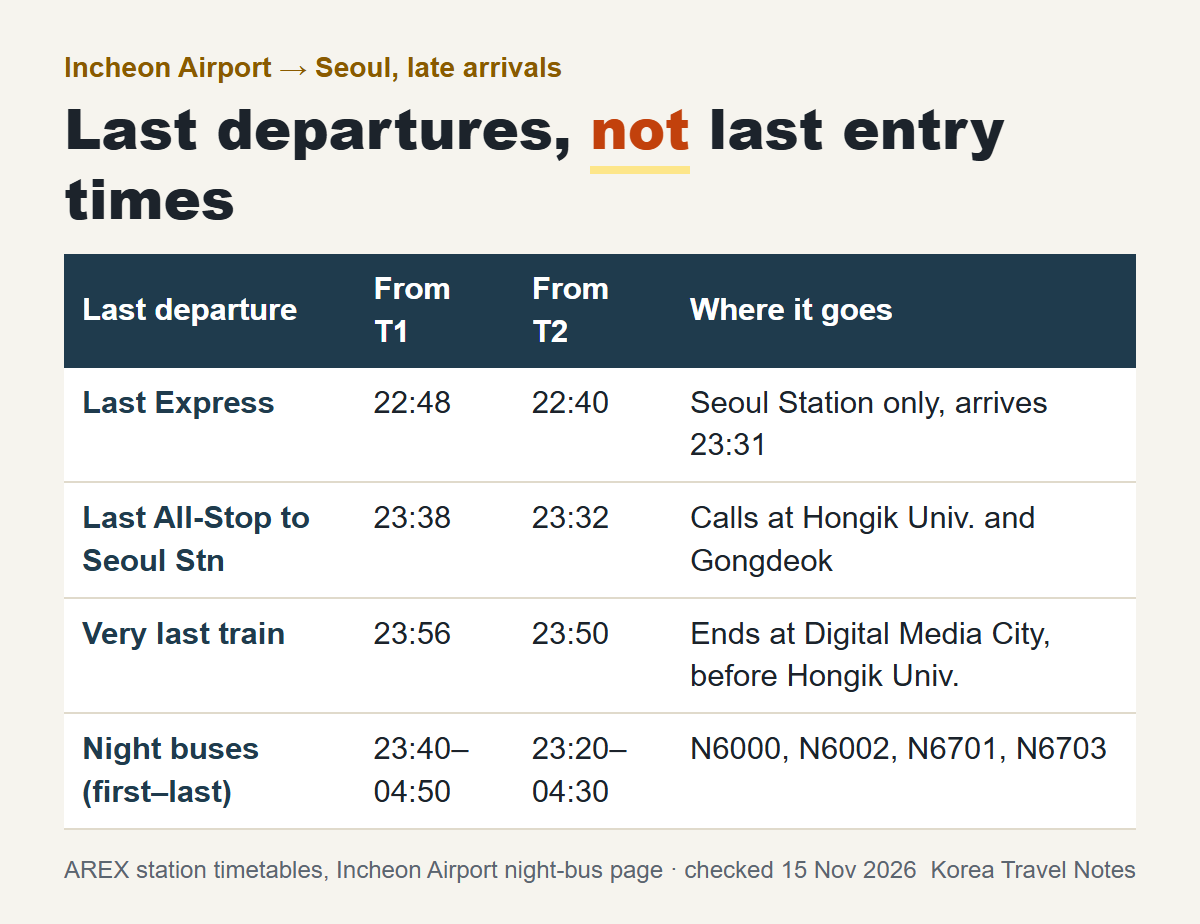 Incheon Airport → Seoul, late arrivals
Last departures, not last entry
times
Last departure
From
T1
From
T2
Where it goes
Last Express
22:48
22:40
Seoul Station only, arrives
23:31
Last All-Stop to
Seoul Stn
23:38
23:32
Calls at Hongik Univ. and
Gongdeok
Very last train
23:56
23:50
Ends at Digital Media City,
before Hongik Univ.
Night buses
(first–last)
23:40–
04:50
23:20–
04:30
N6000, N6002, N6701, N6703
AREX station timetables, Incheon Airport night-bus page · checked 15 Nov 2026
Korea Travel Notes